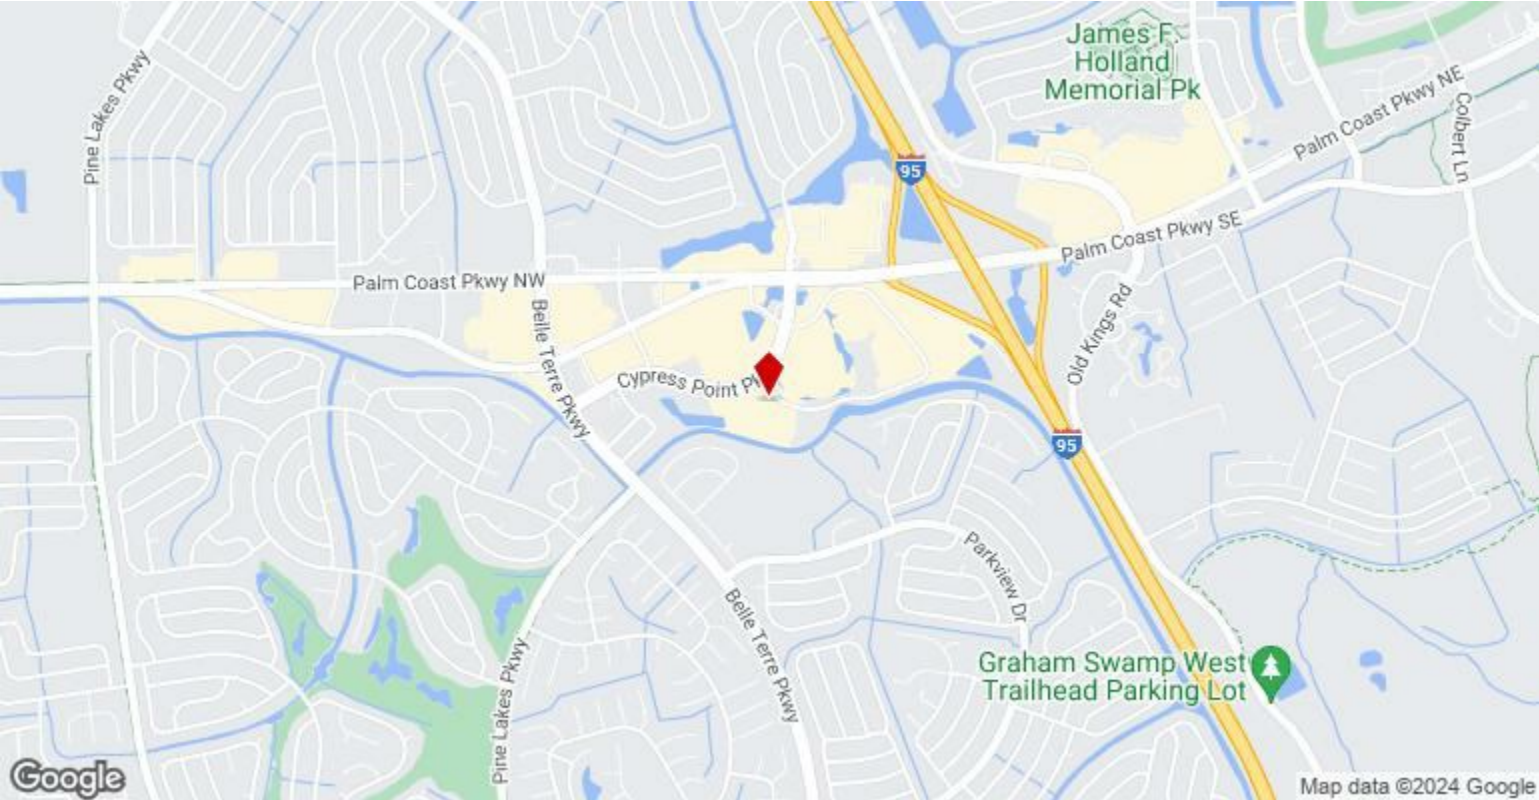 James F.
Holland
Memorial Pk
Pine Lakes Pkwy
Palm Coast Pkwy NE
Colbert Ln
95
Palm Coast Pkwy SE
Palm Coast Pkwy NW
Belle Terre Pkwy
Old Kings Rd
Cypress Point
95
Parkview Dr
Belle Terre Pkwy
Graham Swamp West
Trailhead Parking Lot
Pine Lakes Pkwy
Google
Map data ©2024 Google